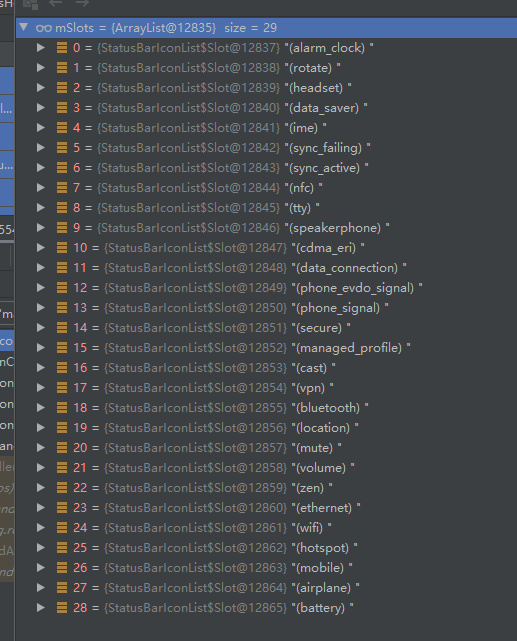 mSlots = {ArrayList@12835} size = 29
0 = {StatusBarIconList$Slot@12837} "(alarm_clock) "
1 = {StatusBarIconList$Slot@12838} "(rotate) "
2 = {StatusBarIconList$Slot@12839} "(headset) "
3 = {StatusBarIconList$Slot@12840} "(data_saver) "
4 = {StatusBarIconList$Slot@12841} "(ime) "
5 = {StatusBarIconList$Slot@12842} "(sync_failing) "
6 = {StatusBarIconList$Slot@12843} "(sync_active) "
7 = {StatusBarIconList$Slot@12844} "(nfc) "
8 = {StatusBarIconList$Slot@12845} "(tty) "
9 = {StatusBarIconList$Slot@12846} "(speakerphone) "
10 = {StatusBarIconList$Slot@12847} "(cdma_eri) "
11 = {StatusBarIconList$Slot@12848} "(data_connection) "
12 = {StatusBarIconList$Slot@12849} "(phone_evdo_signal) "
13 = {StatusBarIconList$Slot@12850} "(phone_signal) "
14 = {StatusBarIconList$Slot@12851} "(secure) "
15 = {StatusBarIconList$Slot@12852} "(managed_profile) "
16 = {StatusBarIconList$Slot@12853} "(cast) "
17 = {StatusBarIconList$Slot@12854} "(vpn) "
18 = {StatusBarIconList$Slot@12855} "(bluetooth) "
19 = {StatusBarIconList$Slot@12856} "(location) "
20 = {StatusBarIconList$Slot@12857} "(mute) "
21 = {StatusBarIconList$Slot@12858} "(volume) "
22 = {StatusBarIconList$Slot@12859} "(zen) "
23 = {StatusBarIconList$Slot@12860} "(ethernet) "
24 = {StatusBarIconList$Slot@12861} "(wifi) "
25 = {StatusBarIconList$Slot@12862} "(hotspot) "
26 = {StatusBarIconList$Slot@12863} "(mobile) "
27 = {StatusBarIconList$Slot@12864} "(airplane) "
28 = {StatusBarIconList$Slot@12865} "(battery) "